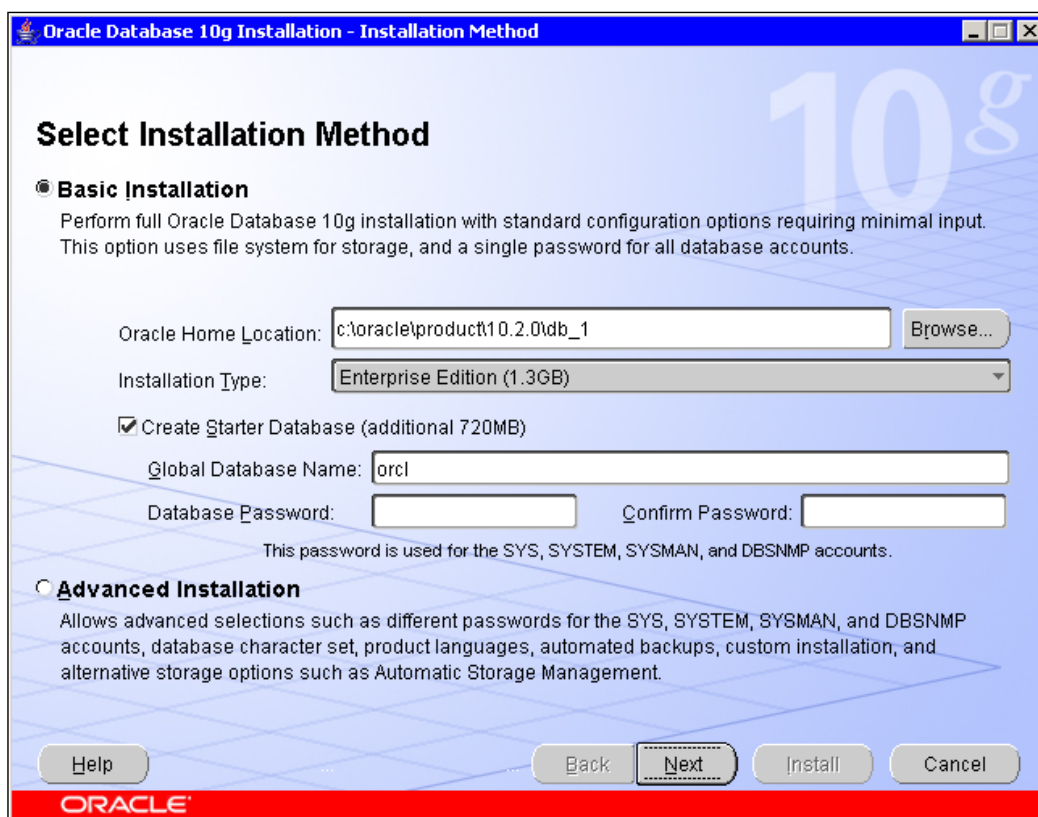 Oracle Database 10g Installation - Installation Method
10g
Select Installation Method
Basic Installation
Perform full Oracle Database 10g installation with standard configuration options requiring minimal input.
This option uses file system for storage, and a single password for all database accounts.
Oracle Home Location: c:\oracle\product\10.2.0\db_1 Browse...
Installation Type: Enterprise Edition (1.3GB)
Create Starter Database (additional 720MB)
Global Database Name: orcl
Database Password: Confirm Password:
This password is used for the SYS, SYSTEM, SYSMAN, and DBSNMP accounts.
Advanced Installation
Allows advanced selections such as different passwords for the SYS, SYSTEM, SYSMAN, and DBSNMP
accounts, database character set, product languages, automated backups, custom installation, and
alternative storage options such as Automatic Storage Management.
Help Back Next Install Cancel
ORACLE